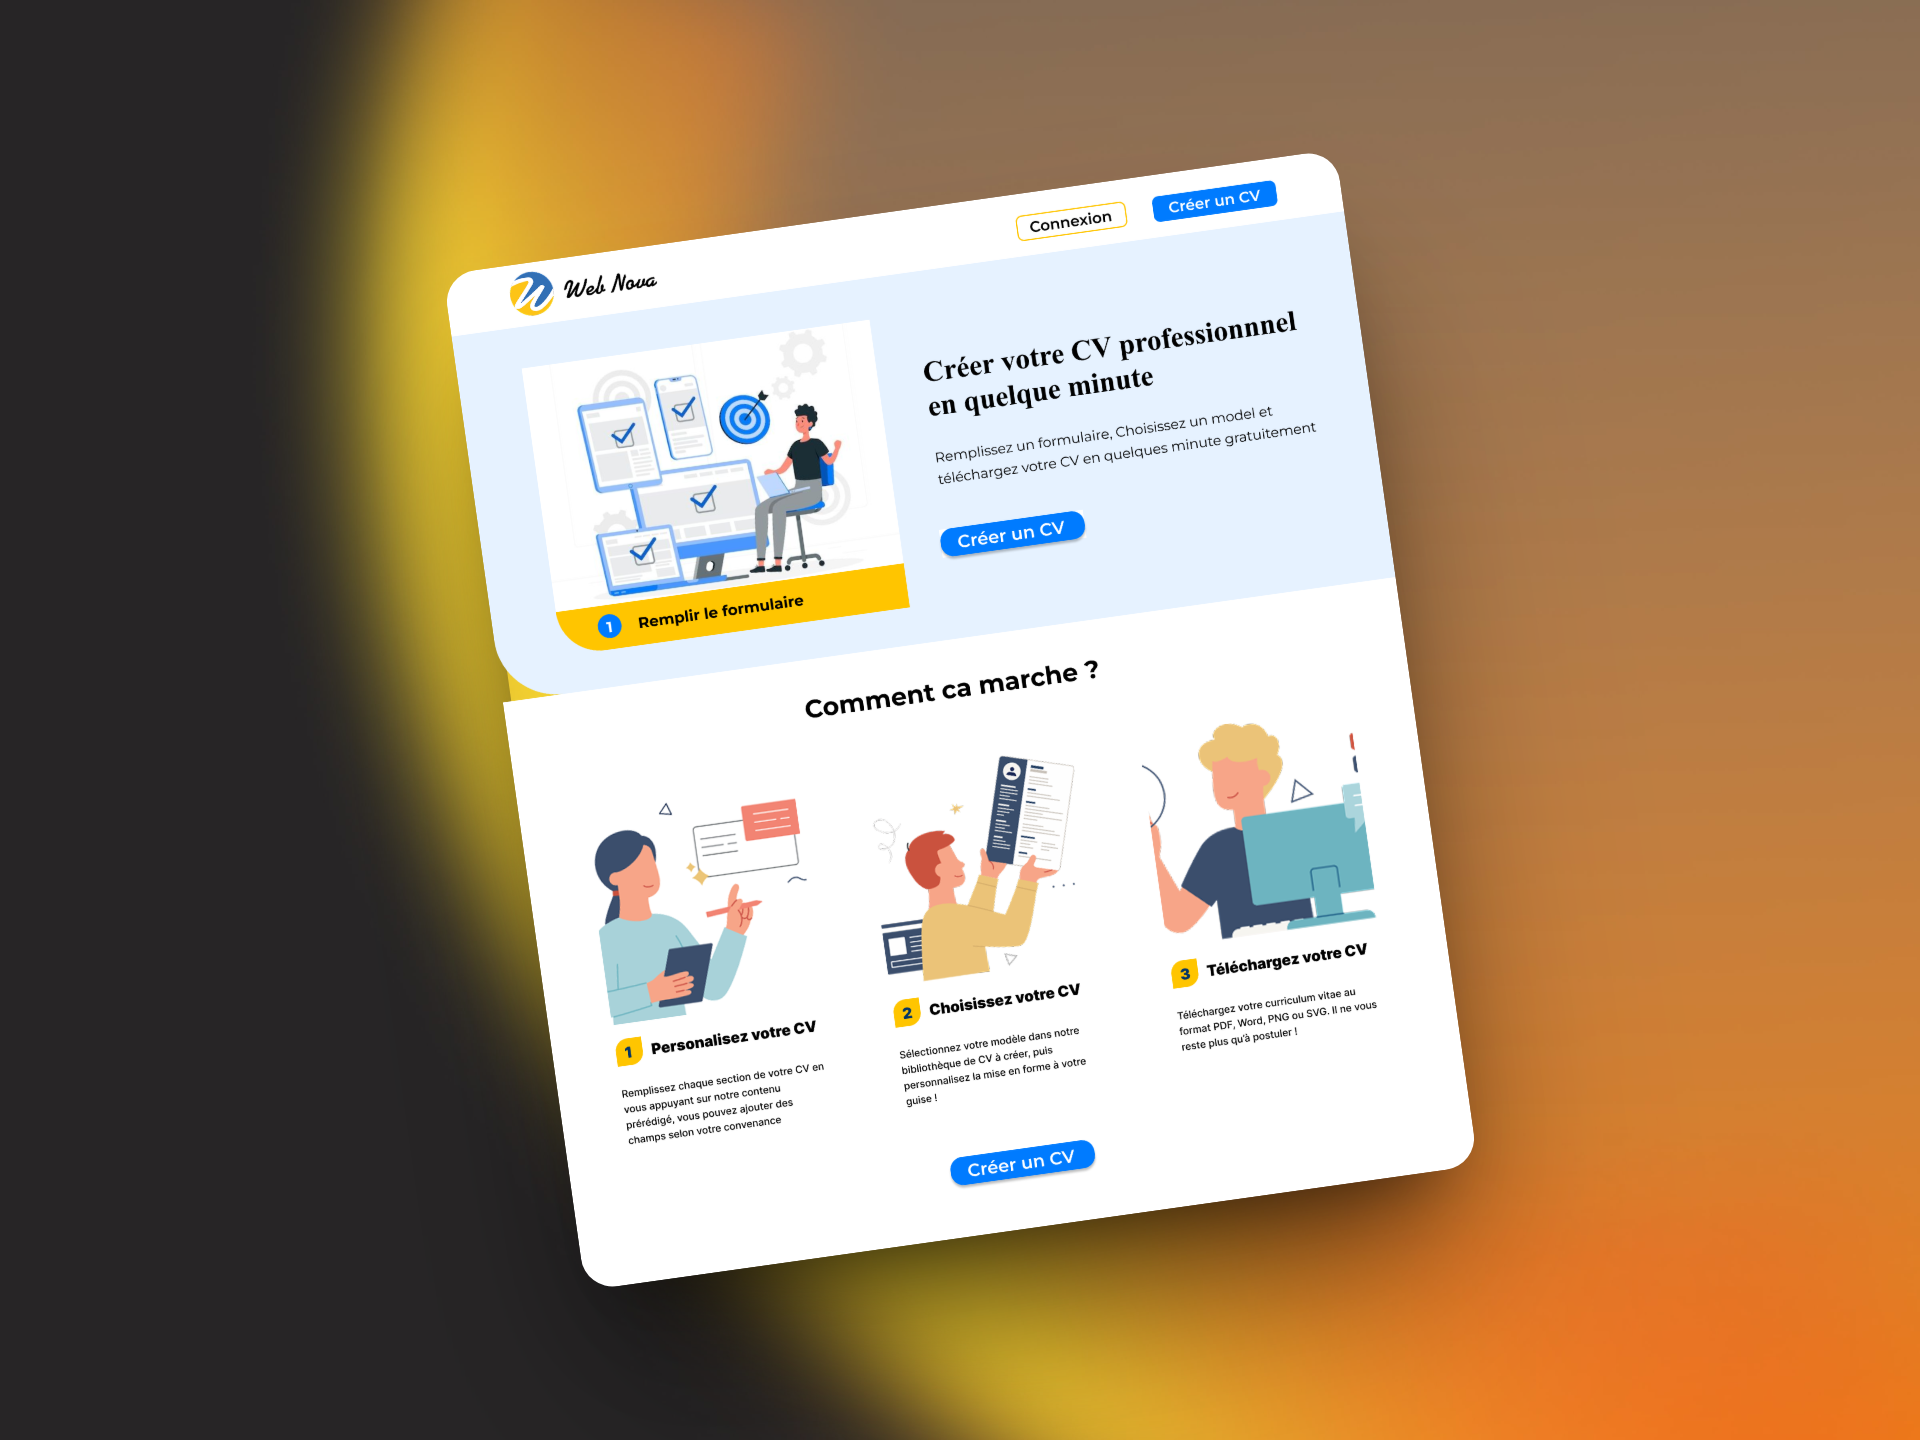 Web Nova
Connexion
Créer un CV
Créer votre CV professionnnel
en quelque minute
Remplissez un formulaire, Choisissez un model et
téléchargez votre CV en quelques minute gratuitement
Créer un CV
1 Remplir le formulaire
Comment ca marche ?
1 Personalisez votre CV
Remplissez chaque section de votre CV en
vous appuyant sur notre contenu
prérédigé, vous pouvez ajouter des
champs selon votre convenance
2 Choisissez votre CV
Sélectionnez votre modèle dans notre
bibliothèque de CV à créer, puis
personnalisez la mise en forme à votre
guise !
3 Téléchargez votre CV
Téléchargez votre curriculum vitae au
format PDF, Word, PNG ou SVG. Il ne vous
reste plus qu'à postuler !
Créer un CV